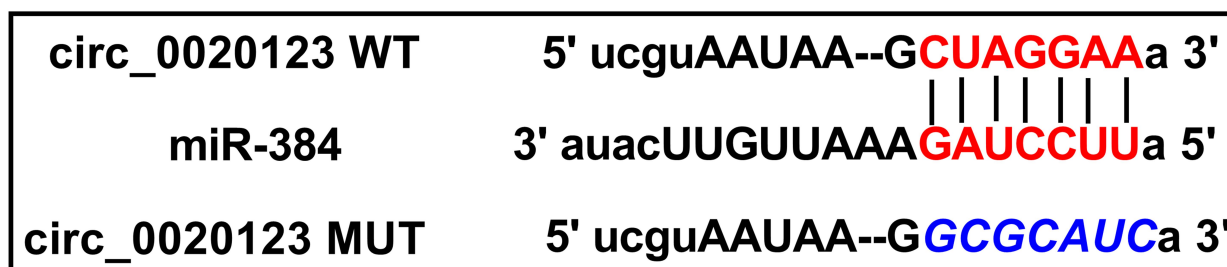 circ_0020123 WT 5' ucguAAUAA--GCUAGGAAa 3'
miR-384 3' auacUUGUUAAAGAUCCUUa 5'
circ_0020123 MUT 5' ucguAAUAA--GGCGCAUCa 3'